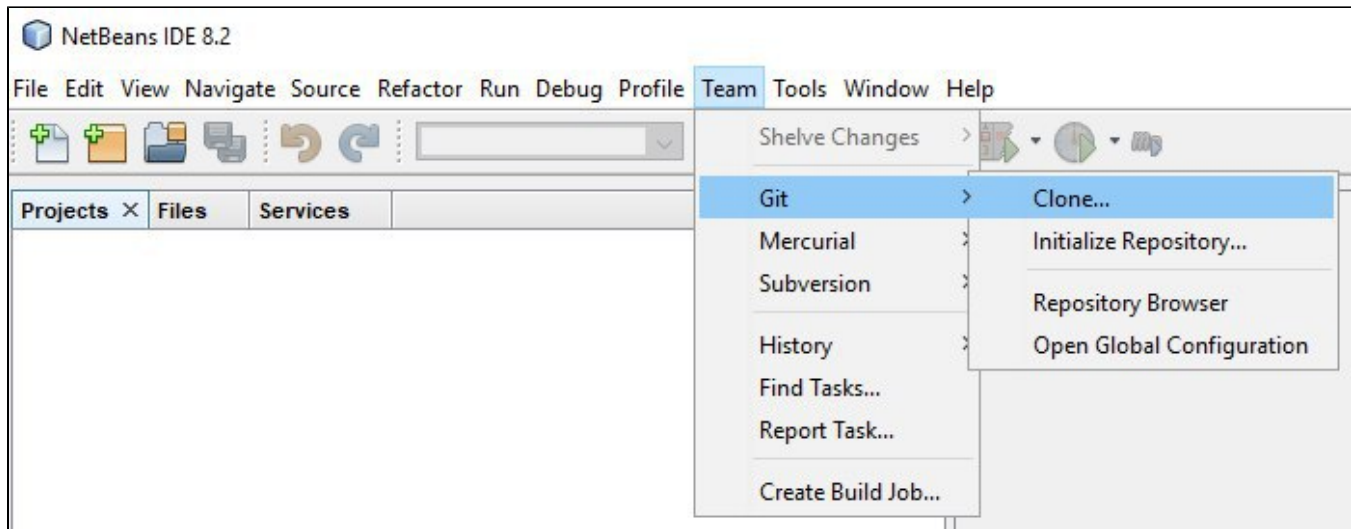 NetBeans IDE 8.2
File Edit View Navigate Source Refactor Run Debug Profile Team Tools Window Help
Shelve Changes
Projects Files Services
Git
Clone...
Mercurial
Initialize Repository...
Subversion
Repository Browser
History
Open Global Configuration
Find Tasks...
Report Task...
Create Build Job...